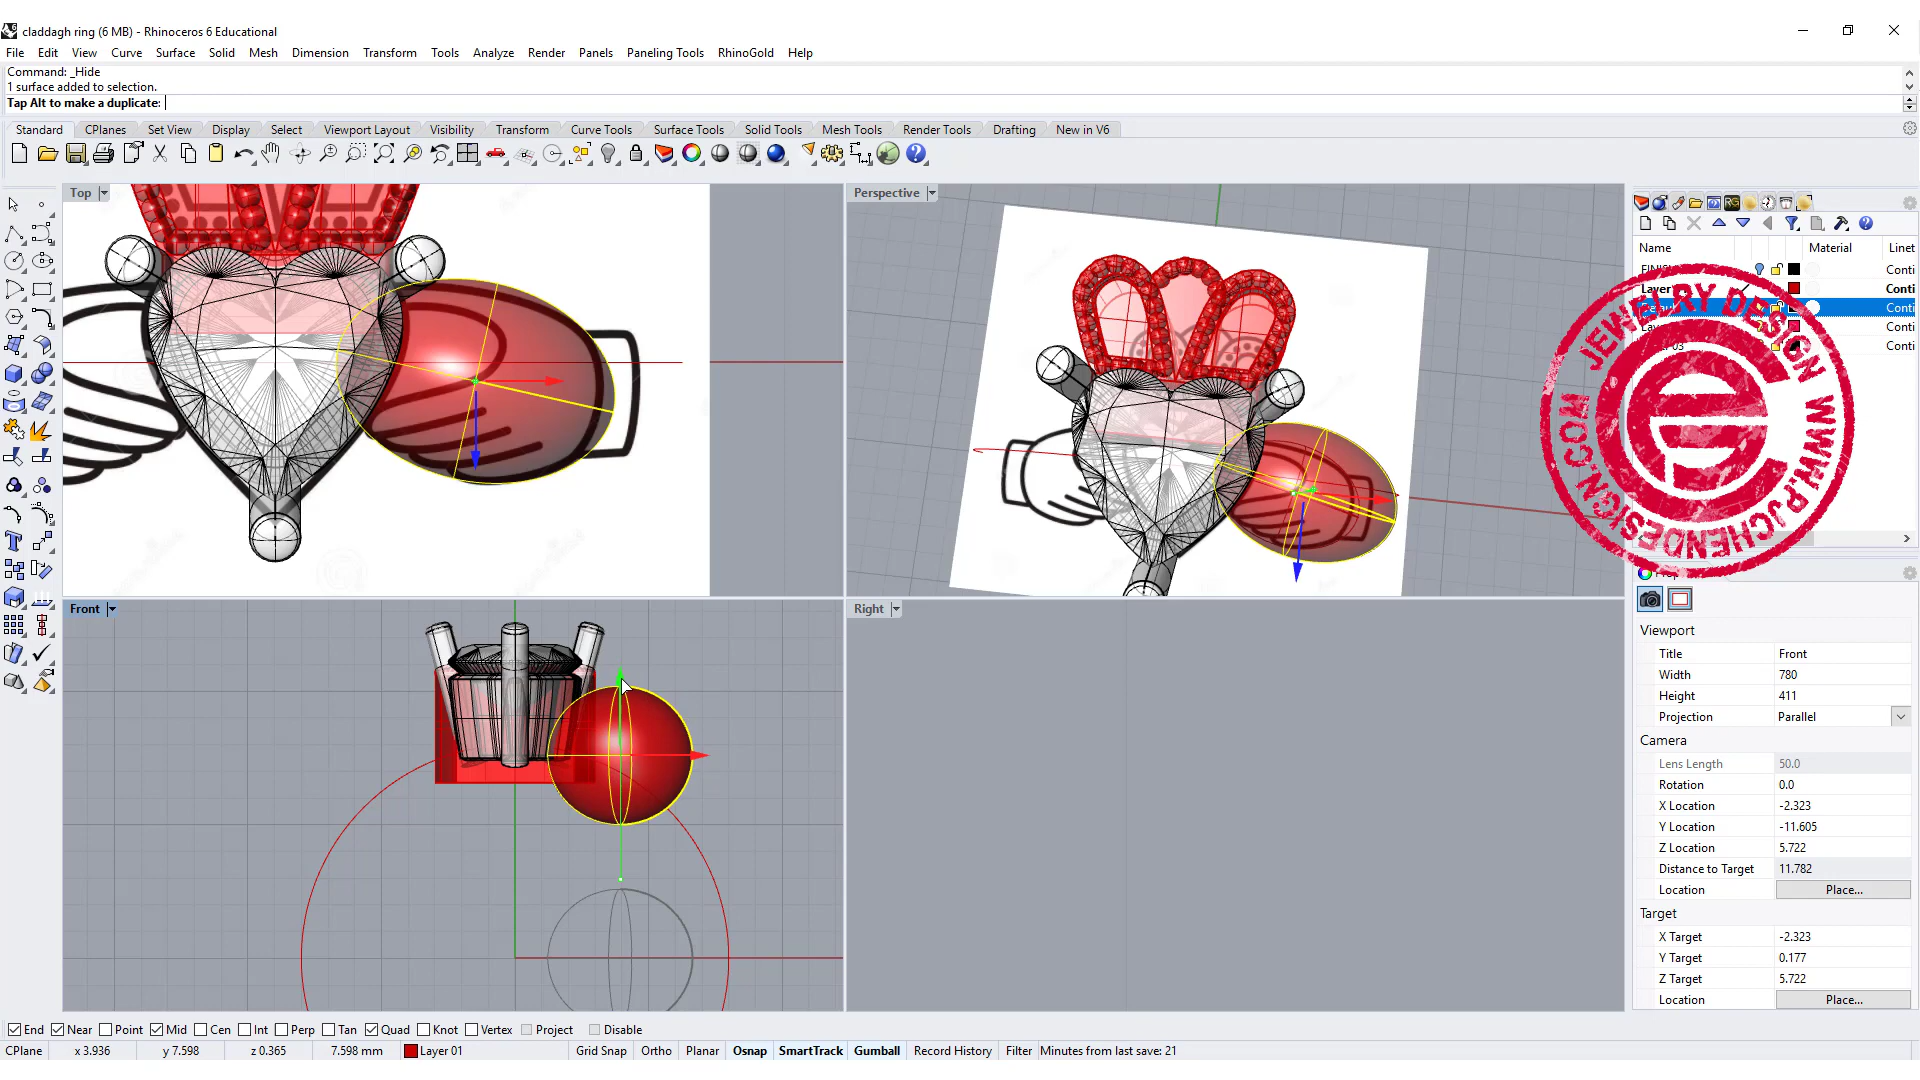 claddagh ring (6 MB) - Rhinoceros 6 Educational
File Edit View Curve Surface Solid Mesh Dimension Transform Tools Analyze Render Panels Paneling Tools RhinoGold Help
Command: _Hide
1 surface added to selection.
Tap Alt to make a duplicate:
Standard CPlanes Set View Display Select Viewport Layout Visibility Transform Curve Tools Surface Tools Solid Tools Mesh Tools Render Tools Drafting New in V6
Top
Perspective
Front
Right
Name Material Linet
Conti
Conti
Conti
Conti
Conti
JEWELRY DESIGN WWW.PJCHENDESIGN.COM
Viewport
Title Front
Width 780
Height 411
Projection Parallel
Camera
Lens Length 50.0
Rotation 0.0
X Location -2.323
Y Location -11.605
Z Location 5.722
Distance to Target 11.782
Location Place...
Target
X Target -2.323
Y Target 0.177
Z Target 5.722
Location Place...
End Near Point Mid Cen Int Perp Tan Quad Knot Vertex Project Disable
CPlane x 3.936 y 7.598 z 0.365 7.598 mm Layer 01 Grid Snap Ortho Planar Osnap SmartTrack Gumball Record History Filter Minutes from last save: 21